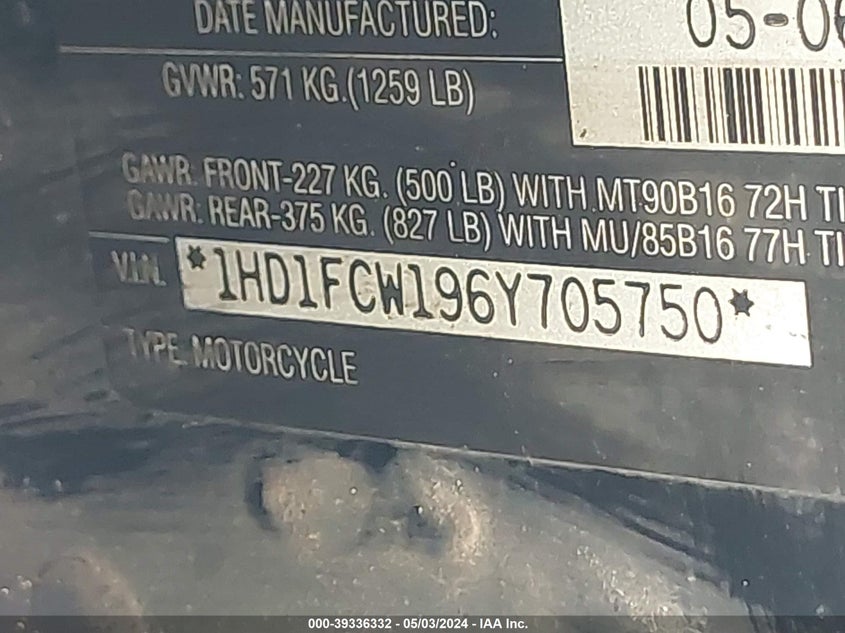 DATE MANUFACTURED: 05-06
GVWR: 571 KG.(1259 LB)
GAWR: FRONT-227 KG. (500 LB) WITH MT90B16 72H TI
GAWR: REAR-375 KG. (827 LB) WITH MU/85B16 77H TI
V.I.N. *1HD1FCW196Y705750*
TYPE: MOTORCYCLE
000-39336332 — 05/03/2024 - IAA Inc.